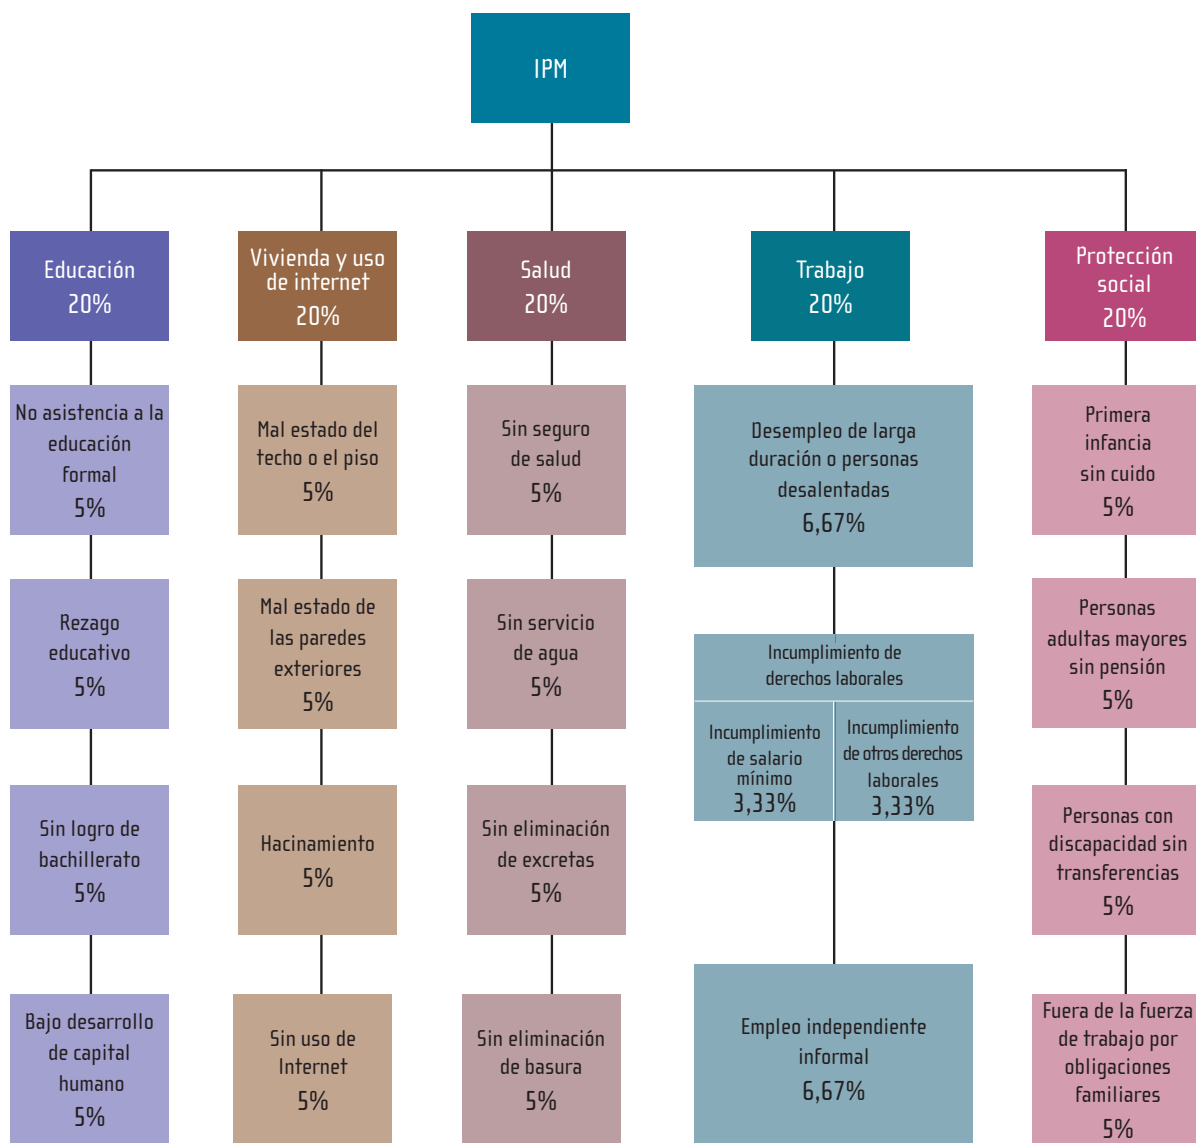 IPM
Educación
20%
No asistencia a la
educación
formal
5%
Rezago
educativo
5%
Sin logro de
bachillerato
5%
Bajo desarrollo
de capital
humano
5%
Vivienda y uso
de internet
20%
Mal estado del
techo o el piso
5%
Mal estado de
las paredes
exteriores
5%
Hacinamiento
5%
Sin uso de
Internet
5%
Salud
20%
Sin seguro
de salud
5%
Sin servicio
de agua
5%
Sin eliminación
de excretas
5%
Sin eliminación
de basura
5%
Trabajo
20%
Desempleo de larga
duración o personas
desalentadas
6,67%
Incumplimiento de
derechos laborales
Incumplimiento
de salario
mínimo
3,33%
Incumplimiento
de otros derechos
laborales
3,33%
Empleo independiente
informal
6,67%
Protección
social
20%
Primera
infancia
sin cuido
5%
Personas
adultas mayores
sin pensión
5%
Personas con
discapacidad sin
transferencias
5%
Fuera de la fuerza
de trabajo por
obligaciones
familiares
5%